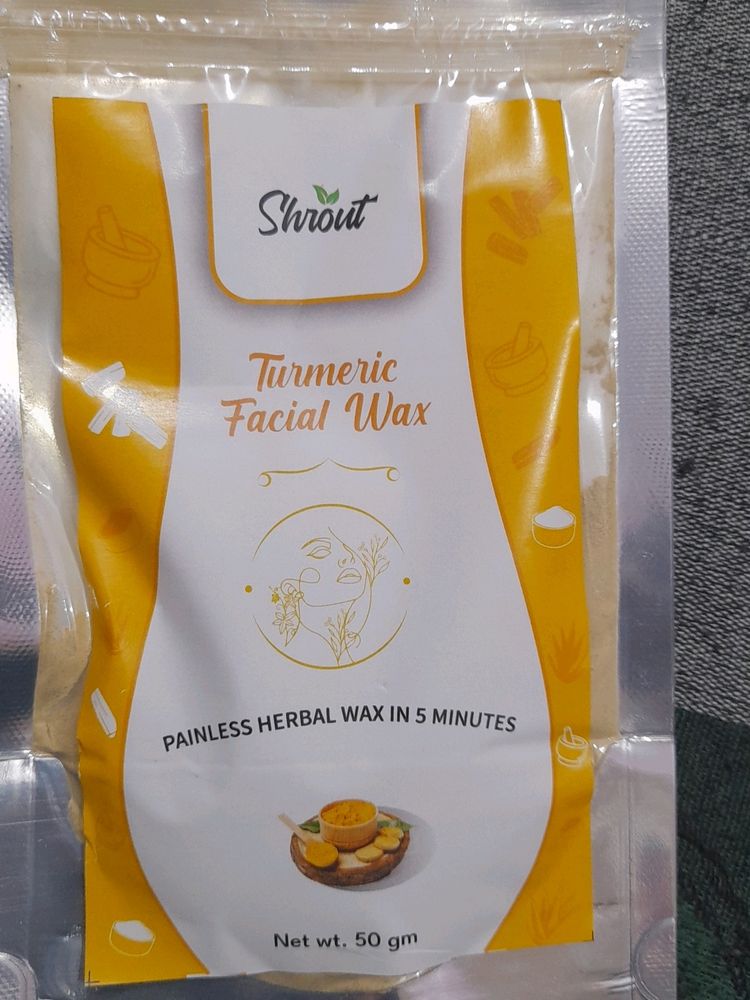 Shrout
Turmeric
Facial Wax
PAINLESS HERBAL WAX IN 5 MINUTES
Net wt. 50 gm